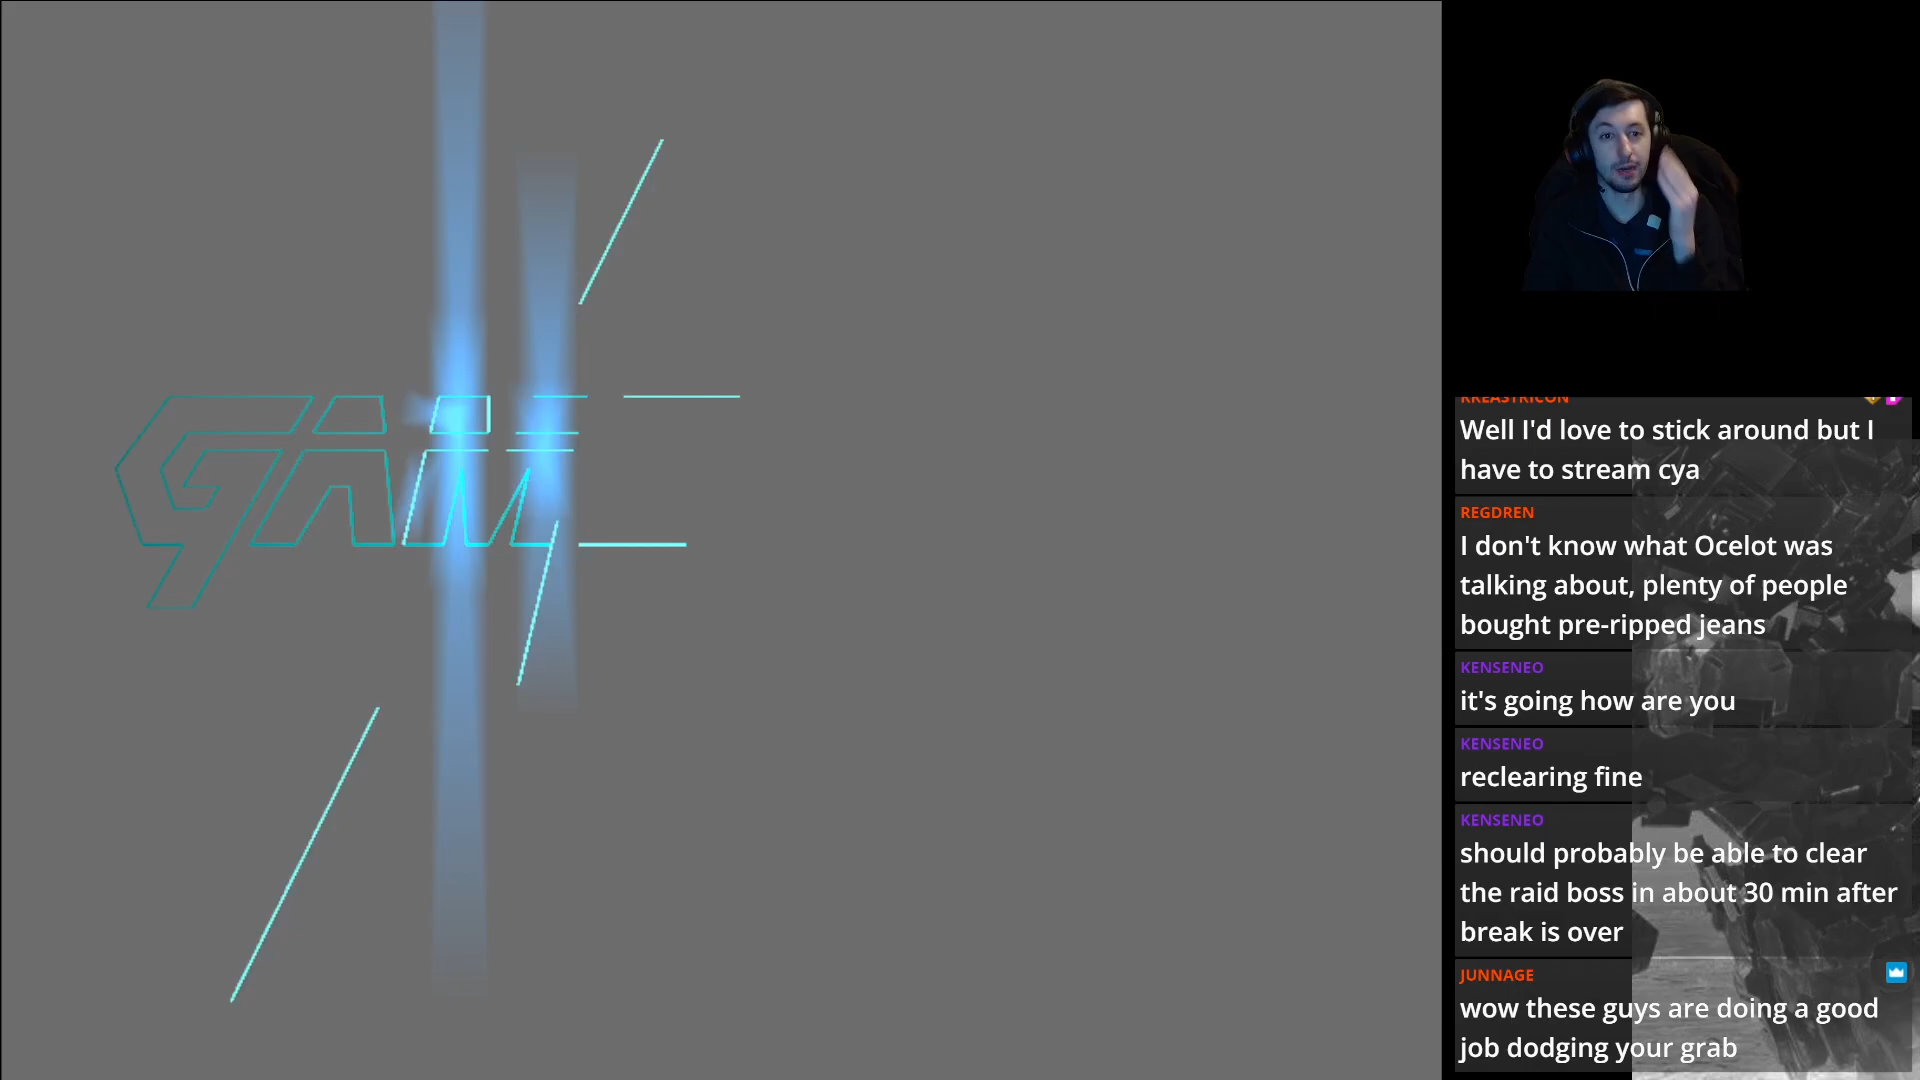 GAM
KREASTRICON
Well I'd love to stick around but I
have to stream cya
REGDREN
I don't know what Ocelot was
talking about, plenty of people
bought pre-ripped jeans
KENSENEO
it's going how are you
KENSENEO
reclearing fine
KENSENEO
should probably be able to clear
the raid boss in about 30 min after
break is over
JUNNAGE
wow these guys are doing a good
job dodging your grab